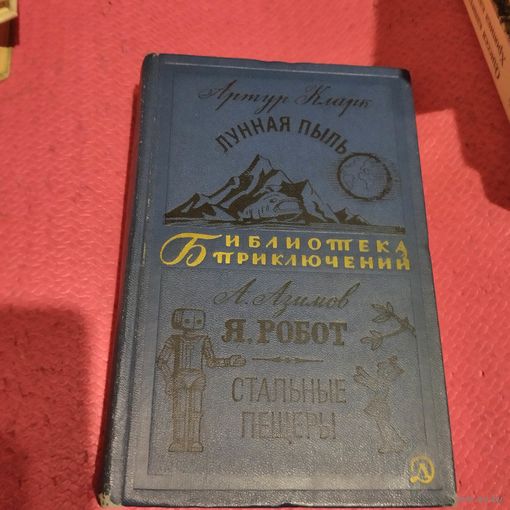 Артур Кларк
ЛУННАЯ ПЫЛЬ
БИБЛИОТЕКА
ПРИКЛЮЧЕНИЙ
А. Азимов
Я, РОБОТ
СТАЛЬНЫЕ
ПЕЩЕРЫ
Д